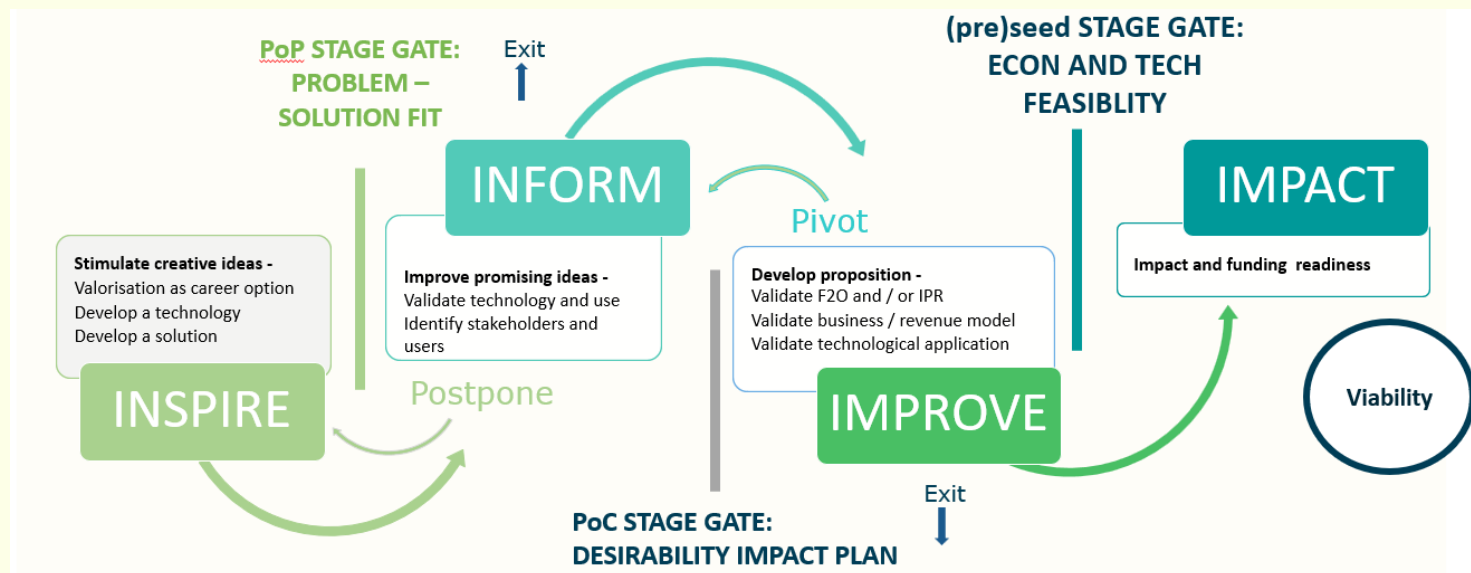 PoP STAGE GATE:
PROBLEM –
SOLUTION FIT
Exit
(pre)seed STAGE GATE:
ECON AND TECH
FEASIBLITY
INFORM
IMPACT
Pivot
Stimulate creative ideas -
Valorisation as career option
Develop a technology
Develop a solution
INSPIRE
Improve promising ideas -
Validate technology and use
Identify stakeholders and
users
Postpone
Develop proposition -
Validate F2O and / or IPR
Validate business / revenue model
Validate technological application
IMPROVE
Impact and funding readiness
Viability
Exit
PoC STAGE GATE:
DESIRABILITY IMPACT PLAN